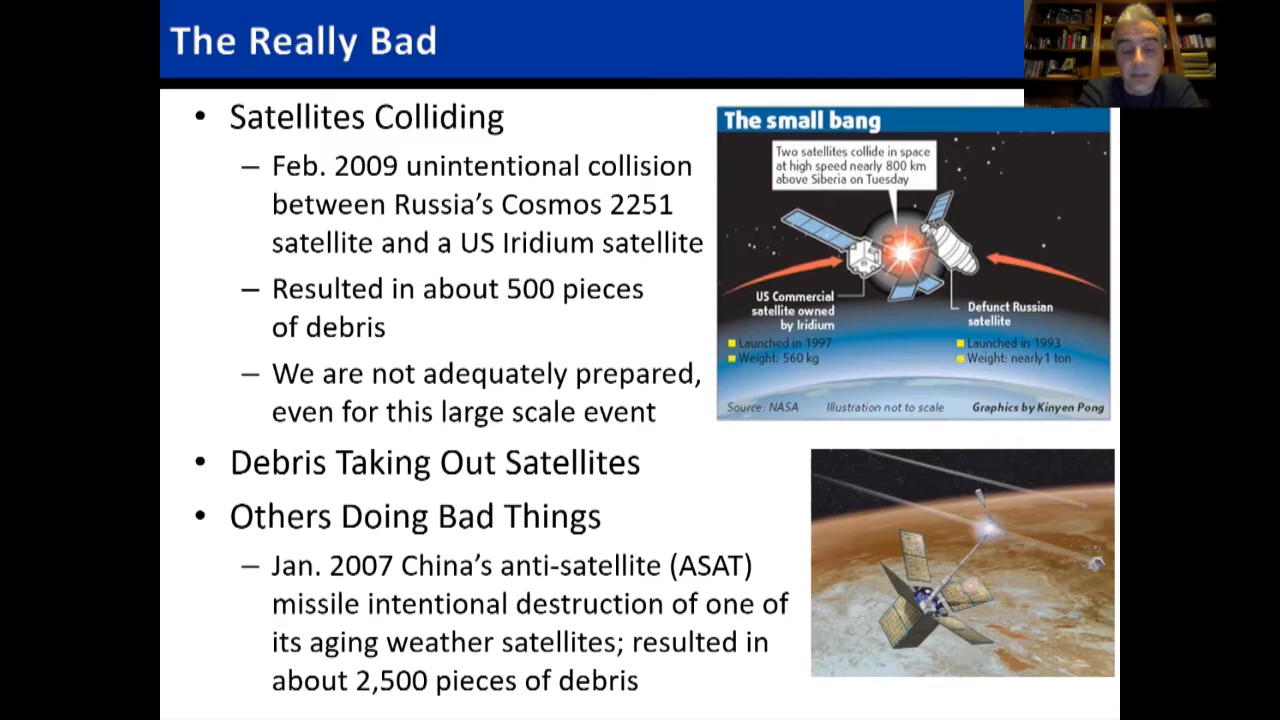 The Really Bad
• Satellites Colliding
– Feb. 2009 unintentional collision
between Russia’s Cosmos 2251
satellite and a US Iridium satellite
– Resulted in about 500 pieces
of debris
– We are not adequately prepared,
even for this large scale event
• Debris Taking Out Satellites
• Others Doing Bad Things
– Jan. 2007 China’s anti-satellite (ASAT)
missile intentional destruction of one of
its aging weather satellites; resulted in
about 2,500 pieces of debris
The small bang
Two satellites collide in space
at high speed nearly 800 km
above Siberia on Tuesday
US Commercial
satellite owned
by Iridium
Launched in 1997
Weight: 560 kg
Defunct Russian
satellite
Launched in 1993
Weight: nearly 1 ton
Source: NASA
Illustration not to scale
Graphics by Kinyen Pong